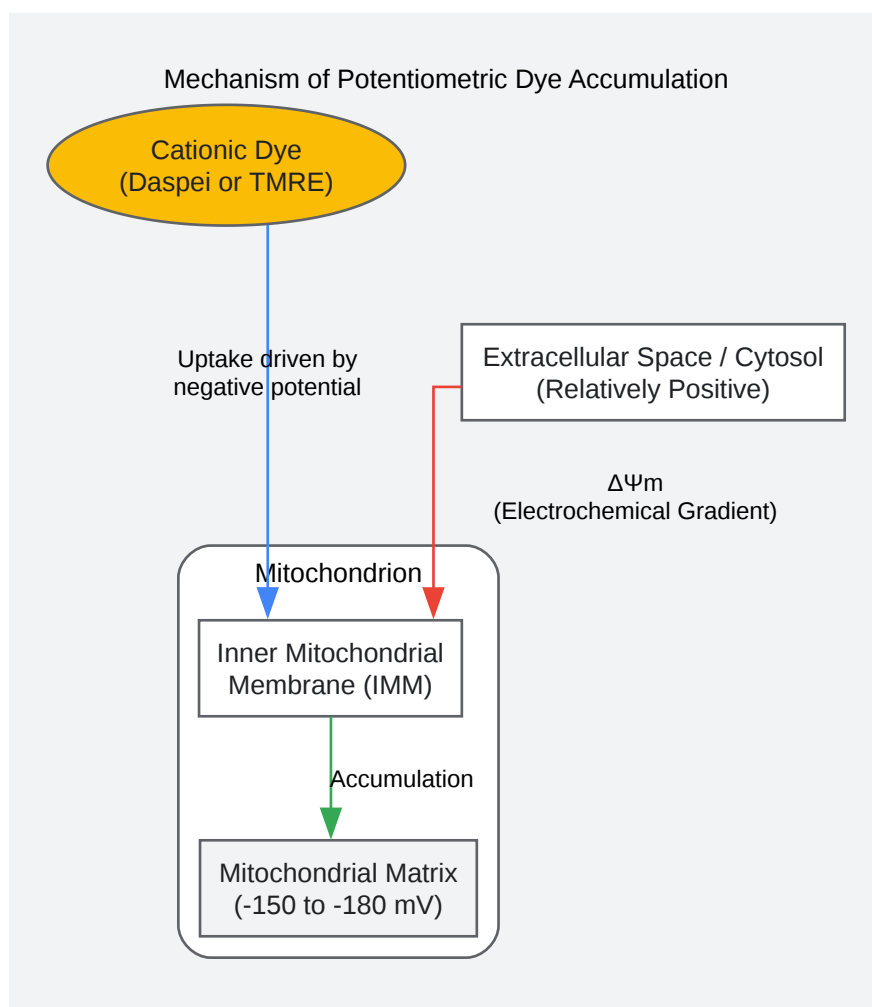 Mechanism of Potentiometric Dye Accumulation
Cationic Dye
(Daspei or TMRE)
Uptake driven by
negative potential
Extracellular Space / Cytosol
(Relatively Positive)
ΔΨm
(Electrochemical Gradient)
Mitochondrion
Inner Mitochondrial
Membrane (IMM)
Accumulation
Mitochondrial Matrix
(-150 to -180 mV)